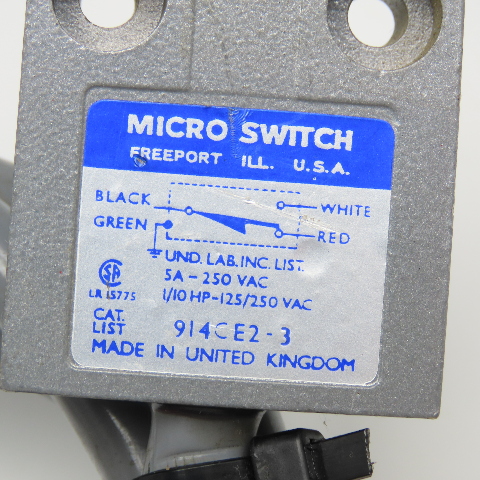 MICRO SWITCH
FREEPORT ILL. U.S.A.
BLACK WHITE
GREEN RED
UND. LAB. INC. LIST.
5A - 250 VAC
LR 15775 1/10 HP - 125/250 VAC
CAT.
LIST 914CE2-3
MADE IN UNITED KINGDOM